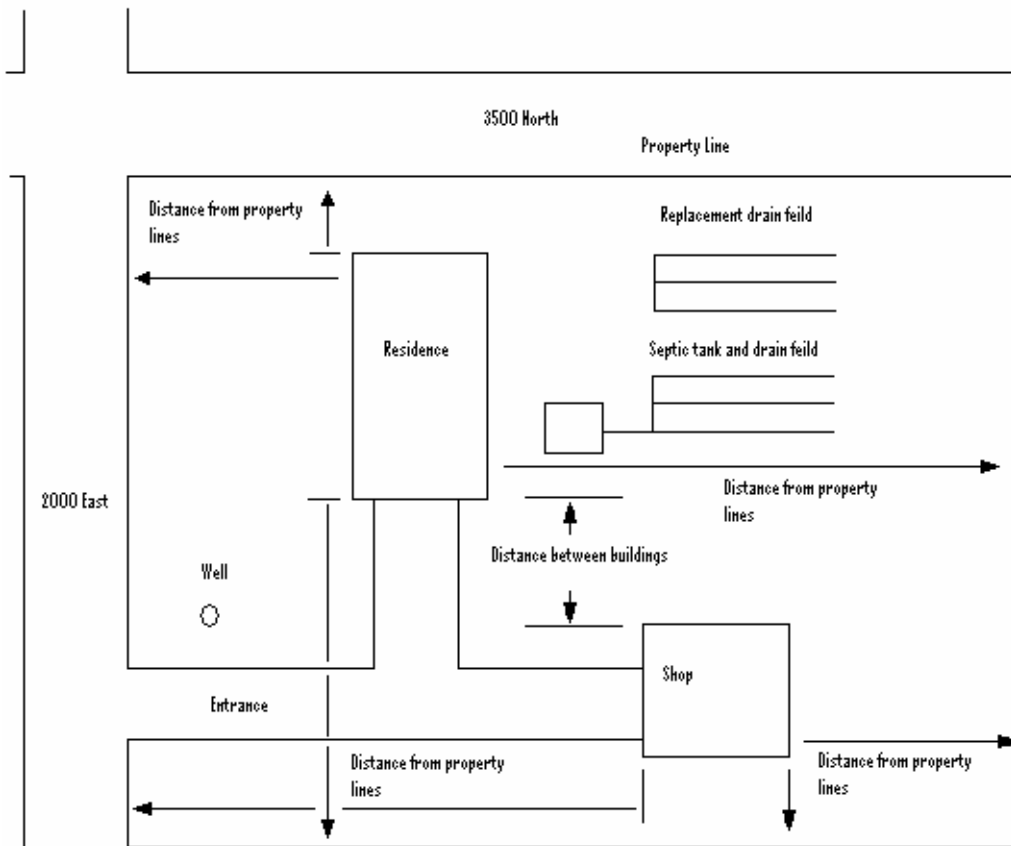 3500 North
Property Line
Distance from property
lines
Replacement drain feild
Residence
Septic tank and drain feild
2000 East
Distance from property
lines
Distance between buildings
Well
Shop
Entrance
Distance from property
lines
Distance from property
lines